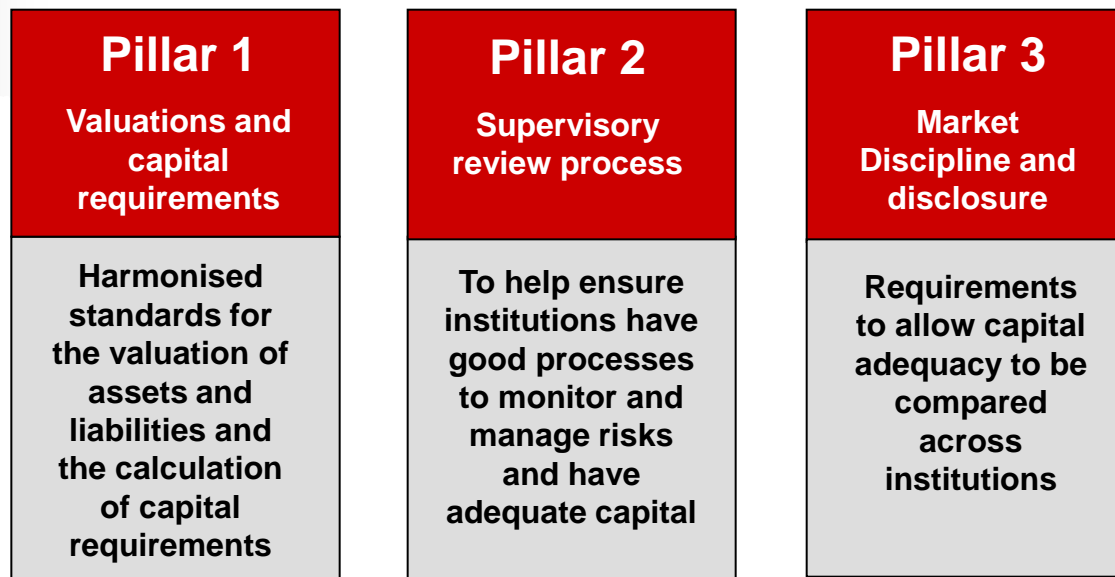 Pillar 1
Valuations and
capital
requirements
Harmonised
standards for
the valuation of
assets and
liabilities and
the calculation
of capital
requirements
Pillar 2
Supervisory
review process
To help ensure
institutions have
good processes
to monitor and
manage risks
and have
adequate capital
Pillar 3
Market
Discipline and
disclosure
Requirements
to allow capital
adequacy to be
compared
across
institutions